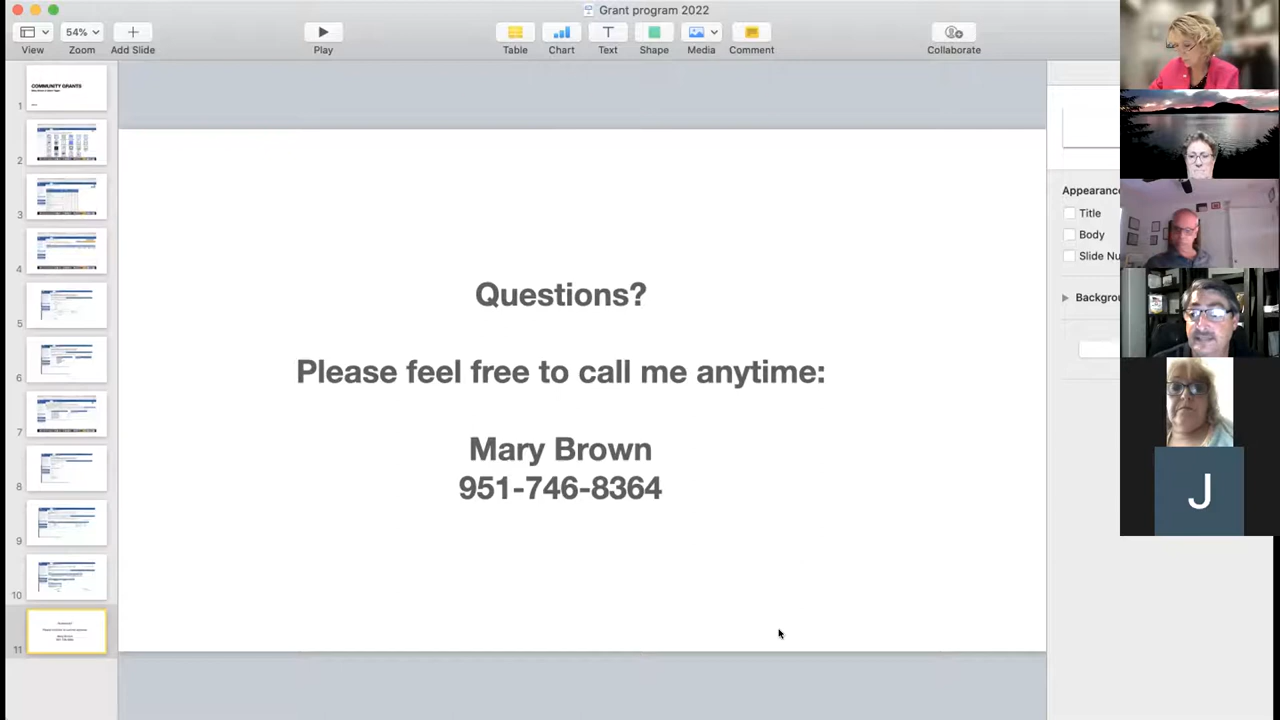 Grant program 2022
54%
View
Zoom
Add Slide
Play
Table
Chart
Text
Shape
Media
Comment
Collaborate
COMMUNITY GRANTS
1
2
3
4
5
6
7
8
9
10
11
Questions?
Please feel free to call me anytime:
Mary Brown
951-746-8364
Appearance
Title
Body
Slide Nu
Backgrou
J